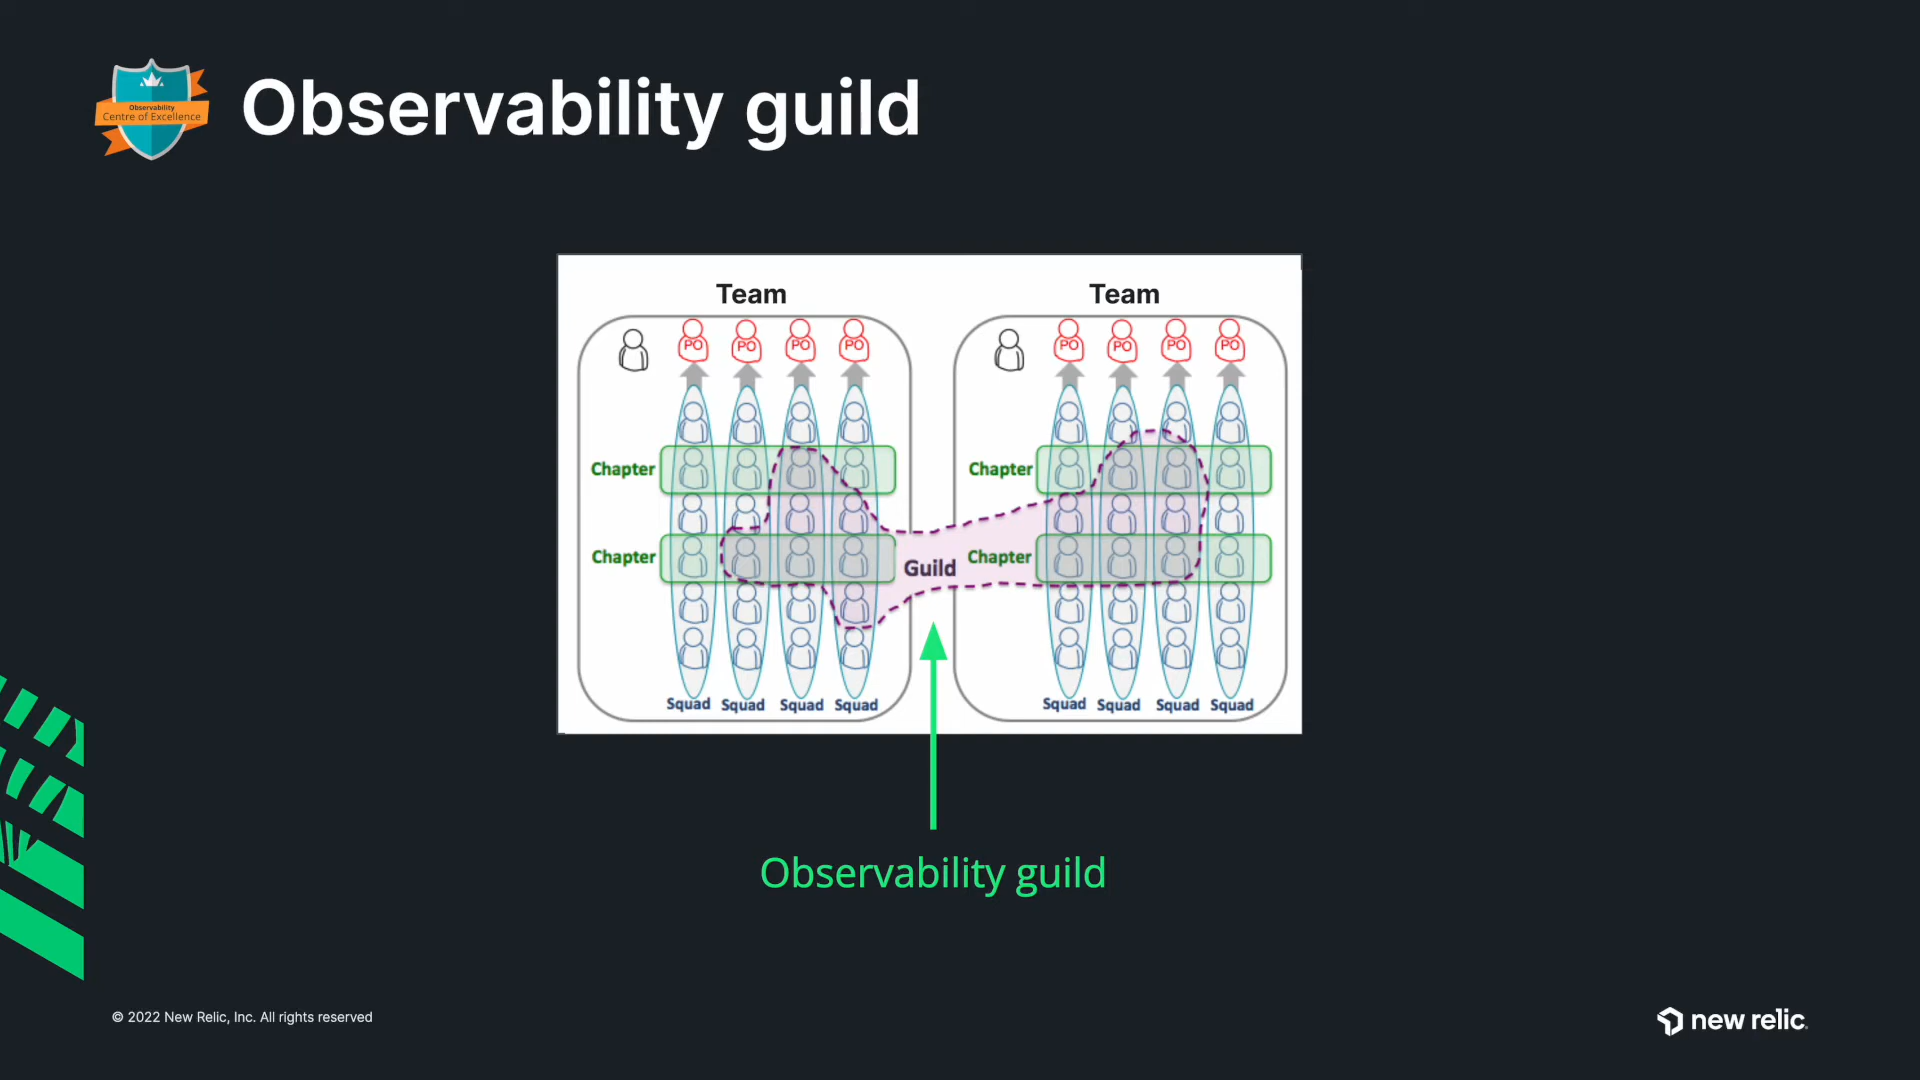 Observability
Centre of Excellence
Observability guild
Team
Team
PO PO PO PO
PO PO PO PO
Chapter
Chapter
Chapter
Guild
Chapter
Squad Squad Squad Squad
Squad Squad Squad Squad
Observability guild
© 2022 New Relic, Inc. All rights reserved
new relic